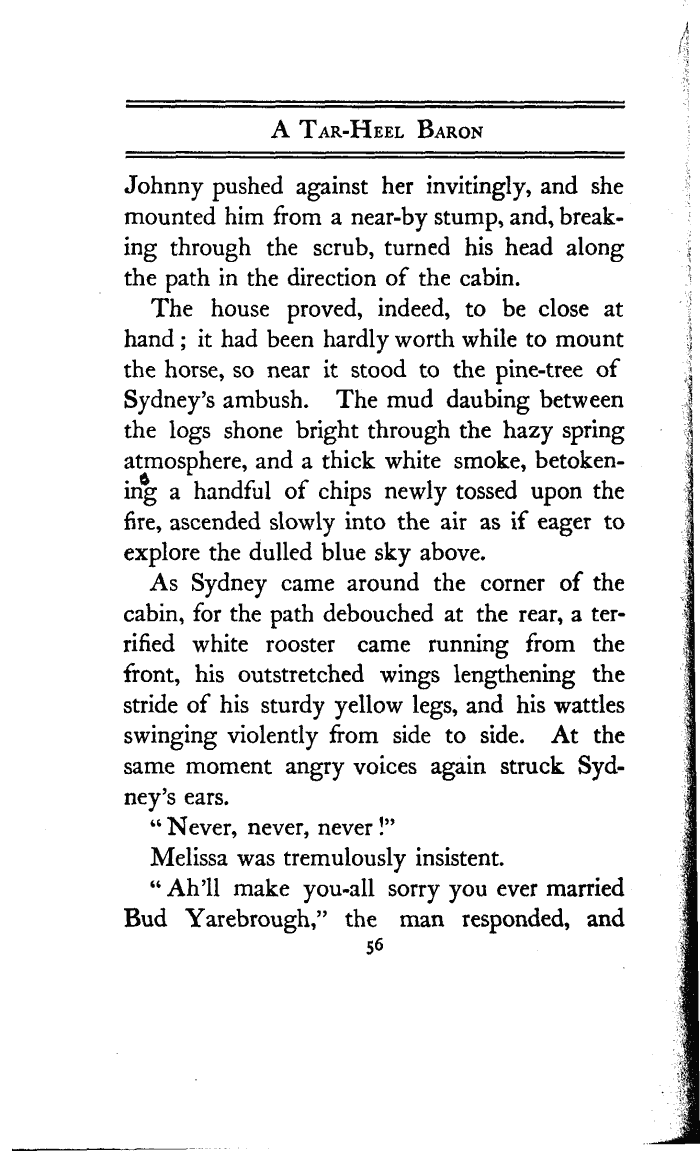 A Tar-Heel Baron
Johnny pushed against her invitingly, and she
mounted him from a near-by stump, and, break-
ing through the scrub, turned his head along
the path in the direction of the cabin.
The house proved, indeed, to be close at
hand ; it had been hardly worth while to mount
the horse, so near it stood to the pine-tree of
Sydney's ambush. The mud daubing between
the logs shone bright through the hazy spring
atmosphere, and a thick white smoke, betoken-
ing a handful of chips newly tossed upon the
fire, ascended slowly into the air as if eager to
explore the dulled blue sky above.
As Sydney came around the corner of the
cabin, for the path debouched at the rear, a ter-
rified white rooster came running from the
front, his outstretched wings lengthening the
stride of his sturdy yellow legs, and his wattles
swinging violently from side to side. At the
same moment angry voices again struck Syd-
ney's ears.
“ Never, never, never !”
Melissa was tremulously insistent.
“ Ah'll make you-all sorry you ever married
Bud Yarebrough,” the man responded, and
56